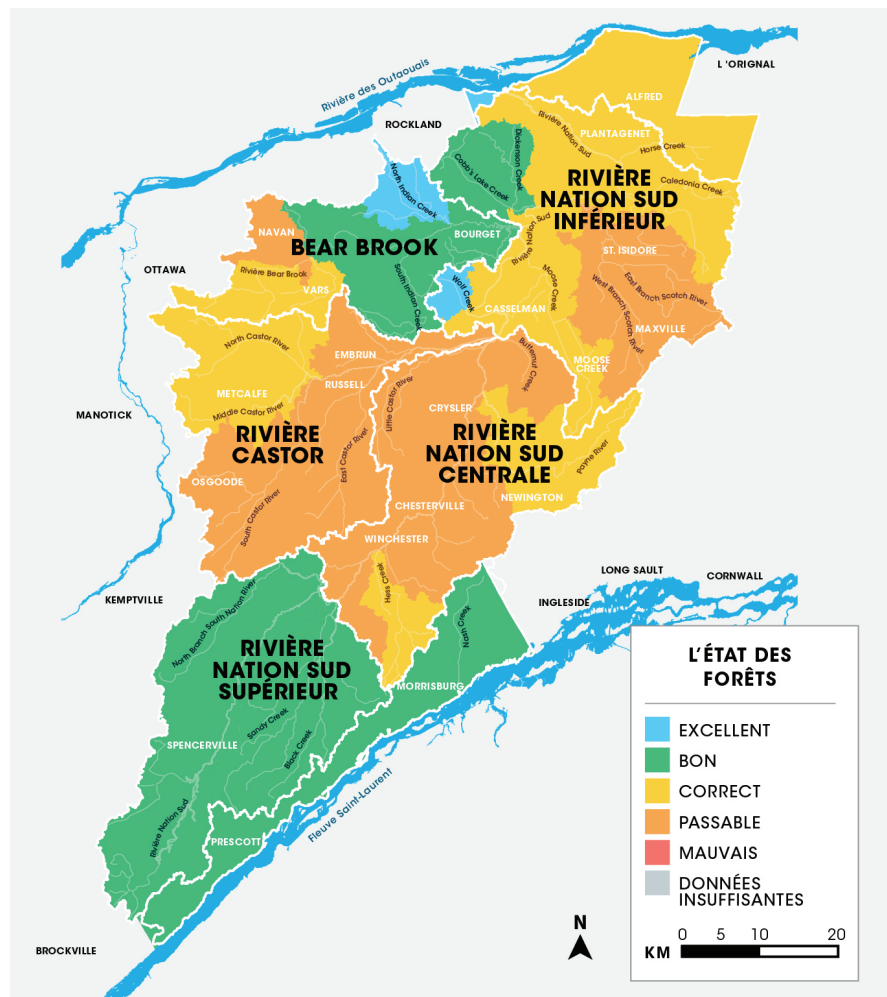 L 'ORIGNAL
Rivière des Outaouais
ALFRED
ROCKLAND
Rivière Nation Sud
PLANTAGENET
Dickenson Creek
Horse Creek
Cobb's Lake Creek
North Indian Creek
RIVIÈRE
NATION SUD
INFÉRIEUR
Caledonia Creek
NAVAN
BEAR BROOK
BOURGET
Rivière Nation Sud
ST. ISIDORE
OTTAWA
Rivière Bear Brook
VARS
South Indian Creek
Wolf Creek
Moose Creek
East Branch Scotch River
West Branch Scotch River
CASSELMAN
MAXVILLE
North Castor River
EMBRUN
Butternut Creek
MOOSE
CREEK
RUSSELL
METCALFE
Little Castor River
CRYSLER
MANOTICK
Middle Castor River
RIVIÈRE
CASTOR
RIVIÈRE
NATION SUD
CENTRALE
East Castor River
Payne River
OSGOODE
NEWINGTON
South Castor River
CHESTERVILLE
WINCHESTER
Hess Creek
LONG SAULT
CORNWALL
KEMPTVILLE
INGLESIDE
North Branch South Nation River
Nash Creek
RIVIÈRE
NATION SUD
SUPÉRIEUR
MORRISBURG
Sandy Creek
Black Creek
SPENCERVILLE
Rivière Nation Sud
PRESCOTT
Fleuve Saint-Laurent
BROCKVILLE
L'ÉTAT DES
FORÊTS
EXCELLENT
BON
CORRECT
PASSABLE
MAUVAIS
DONNÉES
INSUFFISANTES
N
0 5 10 20
KM